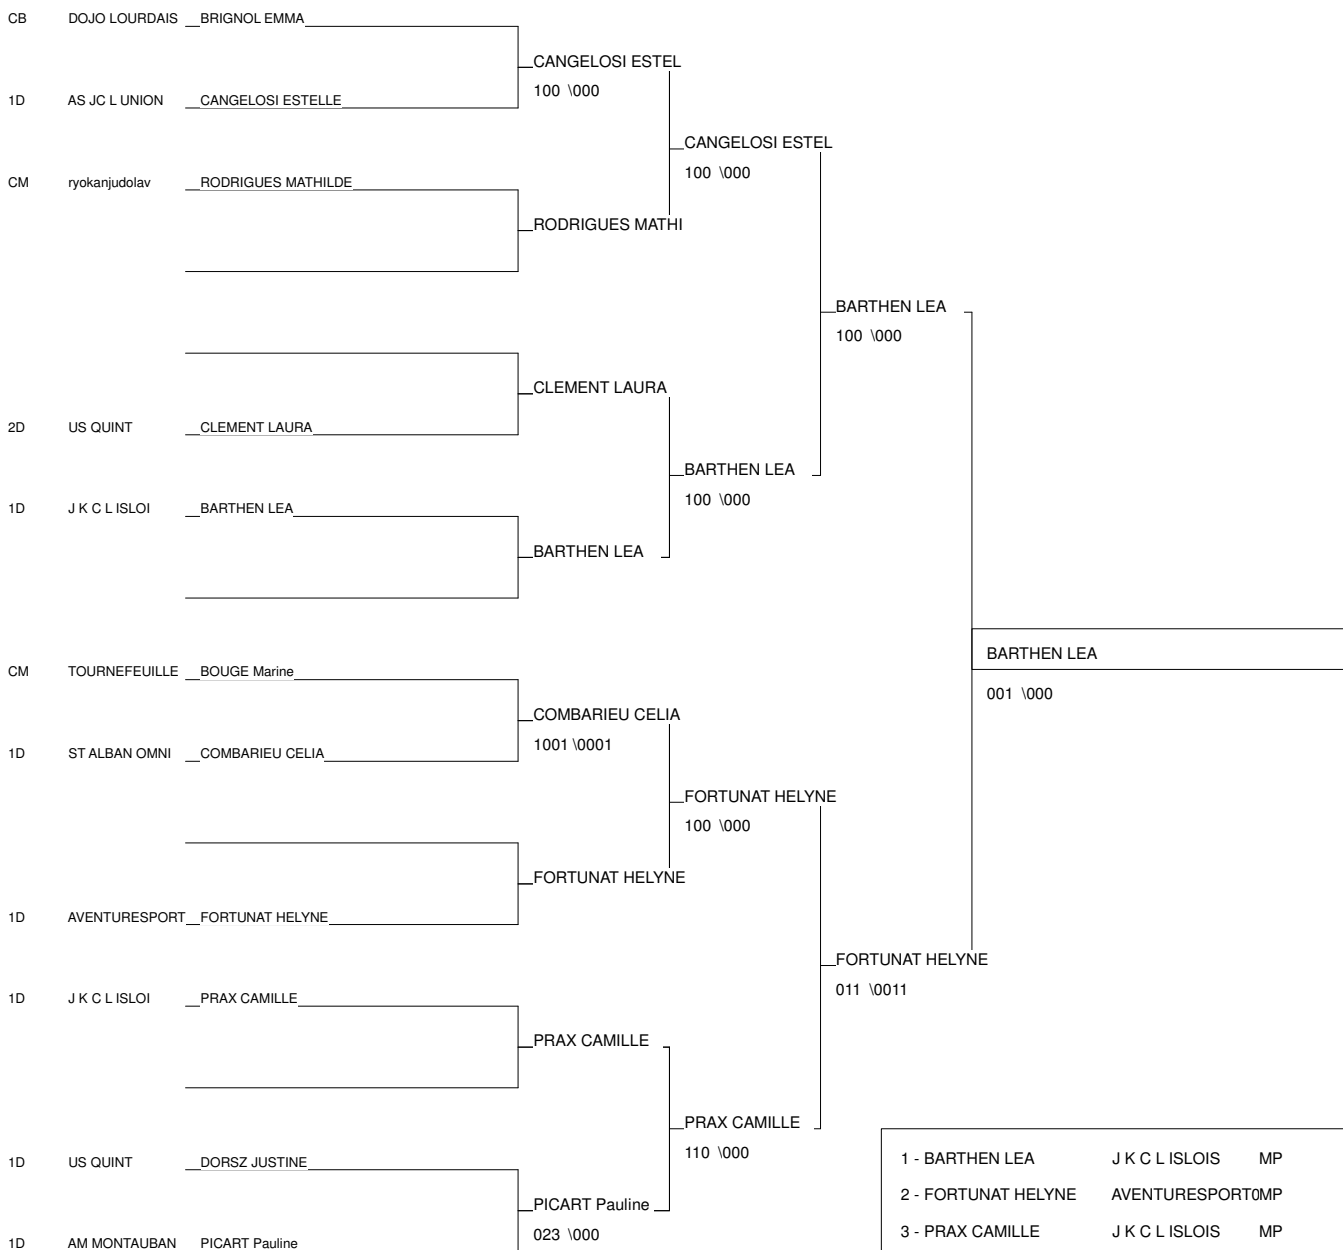 CB DOJO LOURDAIS BRIGNOL EMMA
CANGELOSI ESTEL
100 \000
1D AS JC L UNION CANGELOSI ESTELLE
CANGELOSI ESTEL
100 \000
CM ryokanjudolav RODRIGUES MATHILDE
RODRIGUES MATHI
BARTHEN LEA
100 \000
CLEMENT LAURA
2D US QUINT CLEMENT LAURA
BARTHEN LEA
100 \000
1D J K C L ISLOI BARTHEN LEA
BARTHEN LEA
BARTHEN LEA
001 \000
CM TOURNEFEUILLE BOUGE Marine
COMBARIEU CELIA
1001 \0001
1D ST ALBAN OMNI COMBARIEU CELIA
FORTUNAT HELYNE
100 \000
FORTUNAT HELYNE
1D AVENTURESPORT FORTUNAT HELYNE
FORTUNAT HELYNE
011 \0011
1D J K C L ISLOI PRAX CAMILLE
PRAX CAMILLE
PRAX CAMILLE
110 \000
1D US QUINT DORSZ JUSTINE
PICART Pauline
023 \000
1D AM MONTAUBAN PICART Pauline
1 - BARTHEN LEA J K C L ISLOIS MP
2 - FORTUNAT HELYNE AVENTURESPORT0MP
3 - PRAX CAMILLE J K C L ISLOIS MP